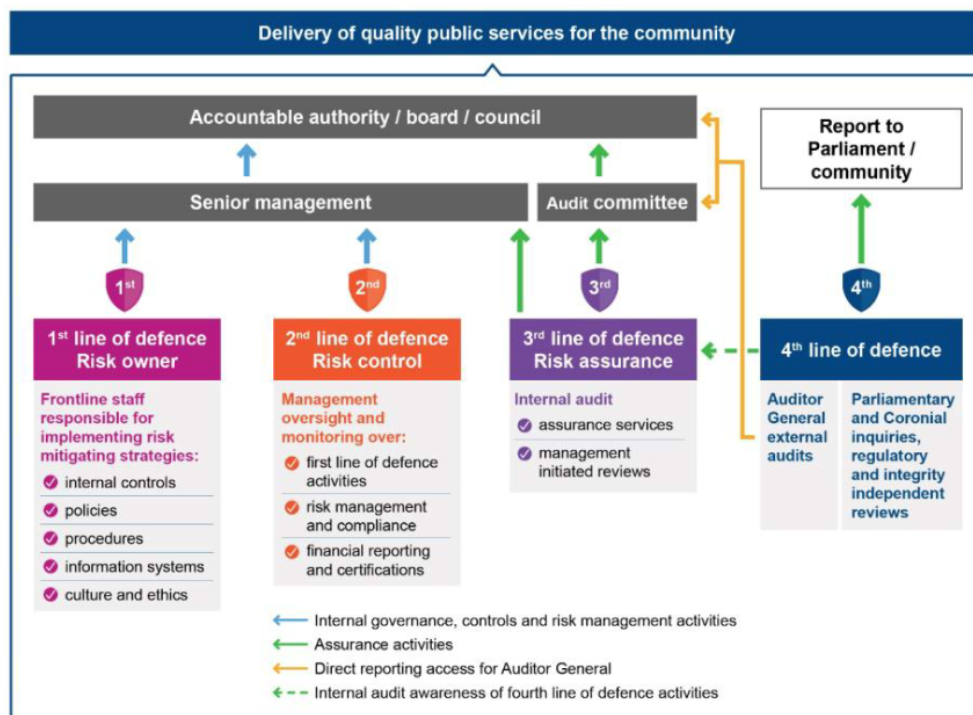 Delivery of quality public services for the community
Accountable authority / board / council
Report to
Parliament /
community
Senior management
Audit committee
1st
2nd
3rd
4th
1st line of defence
Risk owner
2nd line of defence
Risk control
3rd line of defence
Risk assurance
4th line of defence
Frontline staff
responsible for
implementing risk
mitigating strategies:
internal controls
policies
procedures
information systems
culture and ethics
Management
oversight and
monitoring over:
first line of defence
activities
risk management
and compliance
financial reporting
and certifications
Internal audit
assurance services
management
initiated reviews
Auditor
General
external
audits
Parliamentary
and Coronial
inquiries,
regulatory
and integrity
independent
reviews
Internal governance, controls and risk management activities
Assurance activities
Direct reporting access for Auditor General
Internal audit awareness of fourth line of defence activities